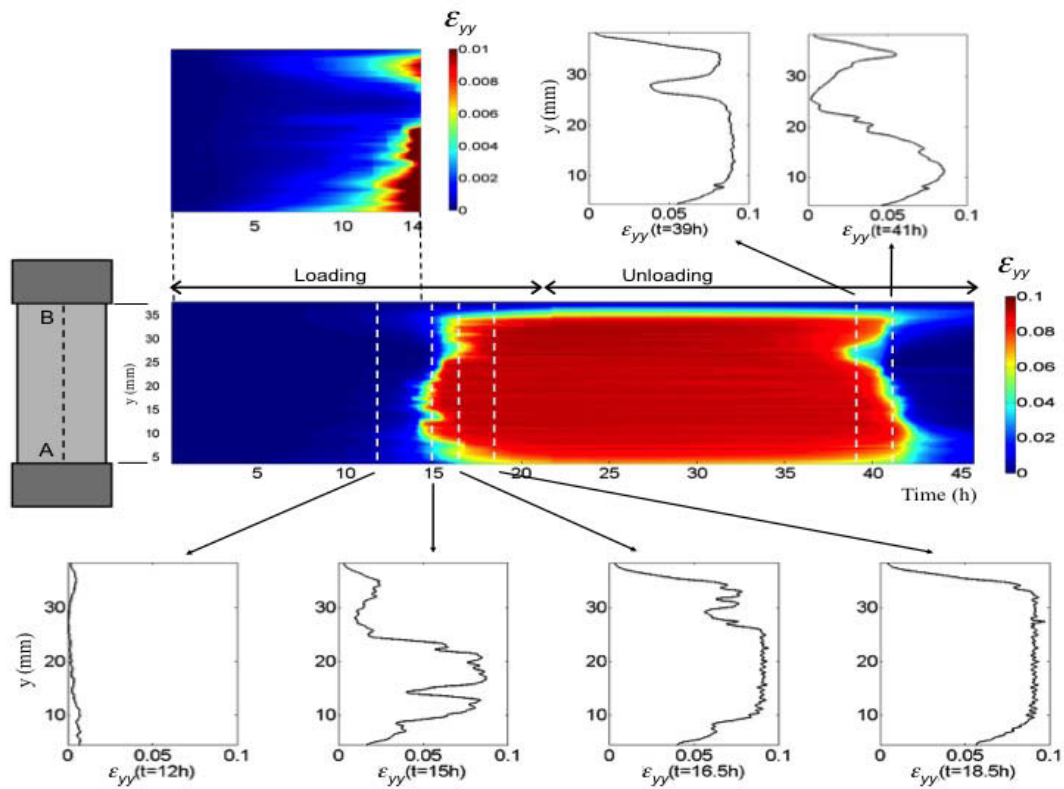 ε_yy
0.01
0.008
0.006
0.004
0.002
0
5 10 14
y (mm)
30
20
10
0 0.05 0.1
ε_yy(t=39h)
30
20
10
0 0.05 0.1
ε_yy(t=41h)
Loading
Unloading
ε_yy
B
A
y (mm)
35
30
25
20
15
10
5
5 10 15 20 25 30 35 40 45
Time (h)
0.1
0.08
0.06
0.04
0.02
0
y (mm)
30
20
10
0 0.05 0.1
ε_yy(t=12h)
30
20
10
0 0.05 0.1
ε_yy(t=15h)
30
20
10
0 0.05 0.1
ε_yy(t=16.5h)
30
20
10
0 0.05 0.1
ε_yy(t=18.5h)